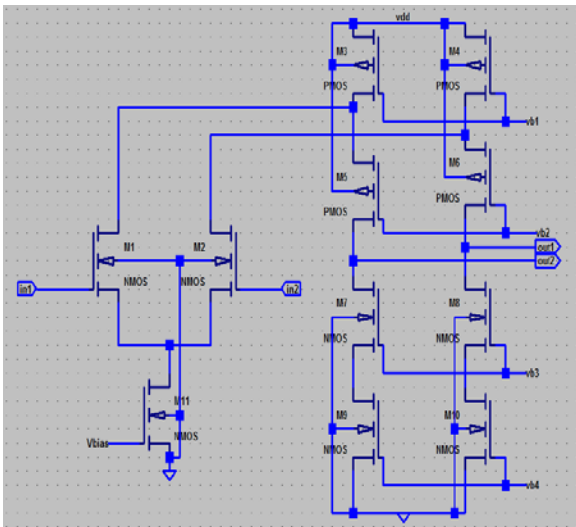 vdd
M3
M4
PMOS
PMOS
vb1
M5
M6
PMOS
PMOS
vb2
out1
out2
M1
M2
NMOS
NMOS
in1
in2
M7
M8
NMOS
NMOS
vb3
M11
NMOS
Vbias
M9
M10
NMOS
NMOS
vb4